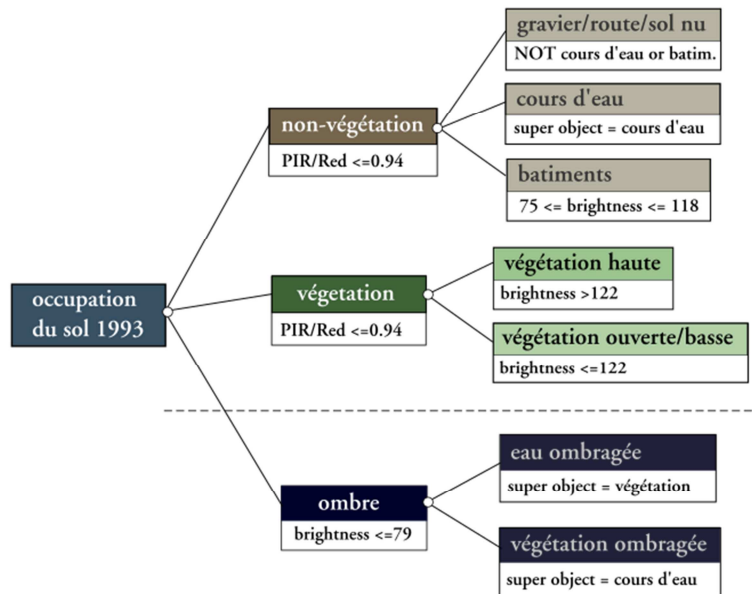 gravier/route/sol nu
NOT cours d'eau or batim.
cours d'eau
super object = cours d'eau
non-végétation
PIR/Red <=0.94
batiments
75 <= brightness <= 118
végétation haute
brightness >122
végetation
PIR/Red <=0.94
occupation
du sol 1993
végétation ouverte/basse
brightness <=122
eau ombragée
super object = végétation
ombre
brightness <=79
végétation ombragée
super object = cours d'eau